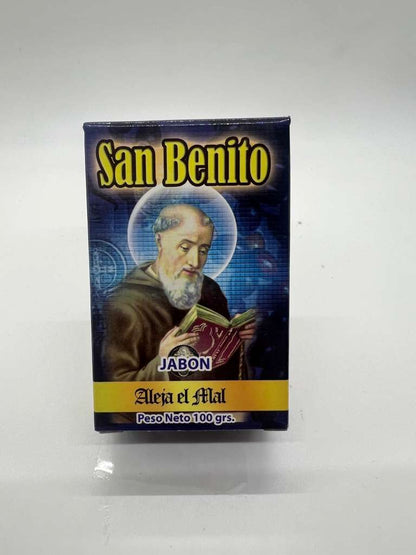 San Benito
JABON
Aleja el Mal
Peso Neto 100 grs.